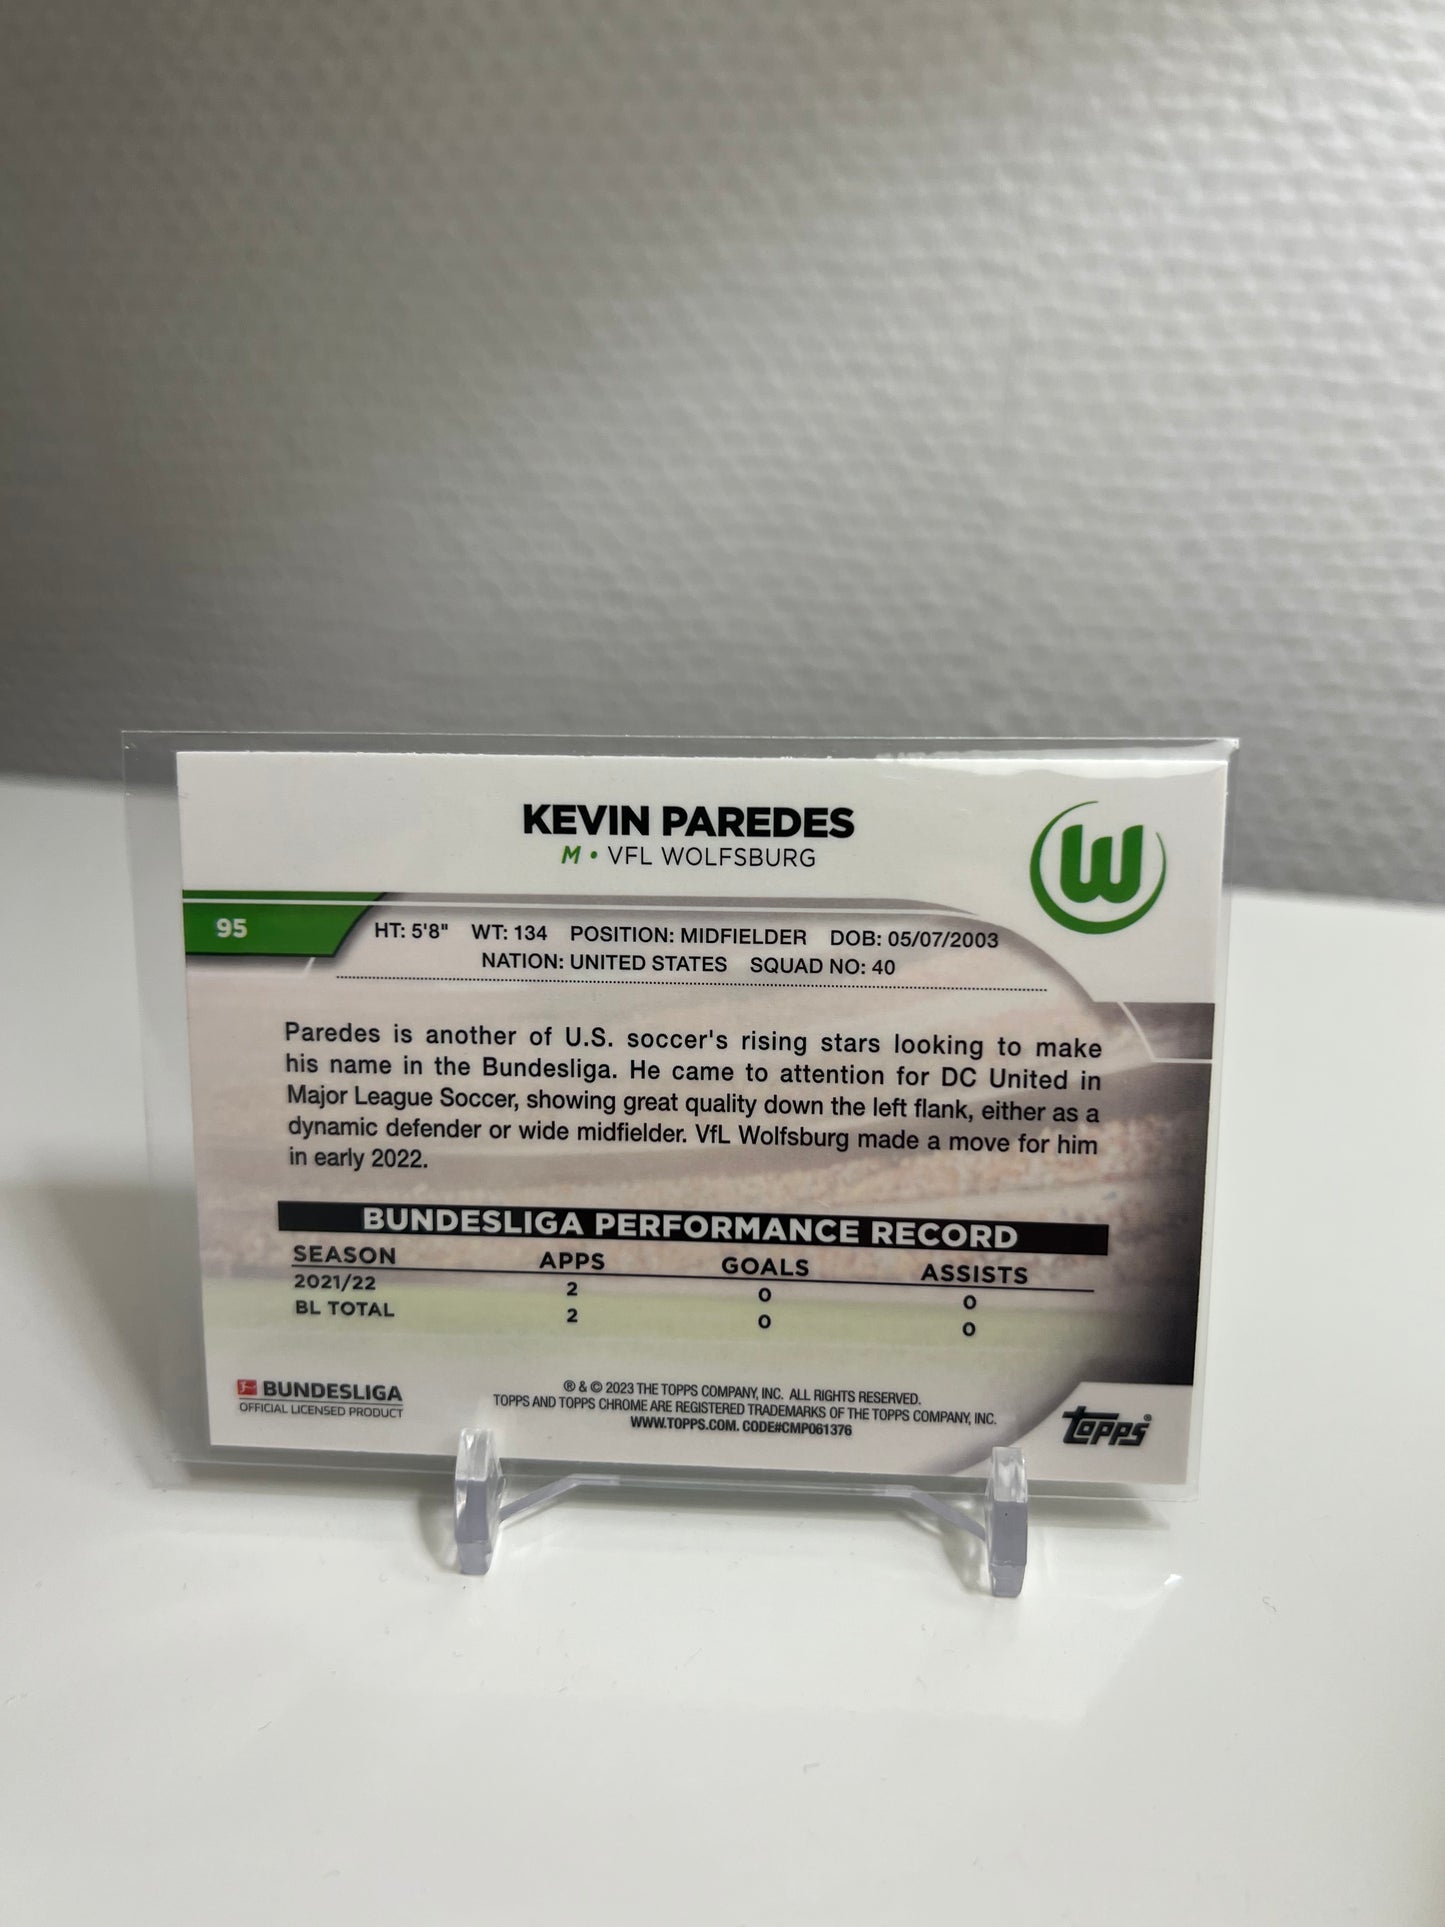 KEVIN PAREDES
M • VFL WOLFSBURG
W
95
HT: 5'8" WT: 134 POSITION: MIDFIELDER DOB: 05/07/2003
NATION: UNITED STATES SQUAD NO: 40
Paredes is another of U.S. soccer's rising stars looking to make
his name in the Bundesliga. He came to attention for DC United in
Major League Soccer, showing great quality down the left flank, either as a
dynamic defender or wide midfielder. VfL Wolfsburg made a move for him
in early 2022.
BUNDESLIGA PERFORMANCE RECORD
SEASON APPS GOALS ASSISTS
2021/22 2 0 0
BL TOTAL 2 0 0
BUNDESLIGA
OFFICIAL LICENSED PRODUCT
® & © 2023 THE TOPPS COMPANY, INC. ALL RIGHTS RESERVED.
TOPPS AND TOPPS CHROME ARE REGISTERED TRADEMARKS OF THE TOPPS COMPANY, INC.
WWW.TOPPS.COM. CODE#CMP061376
topps®